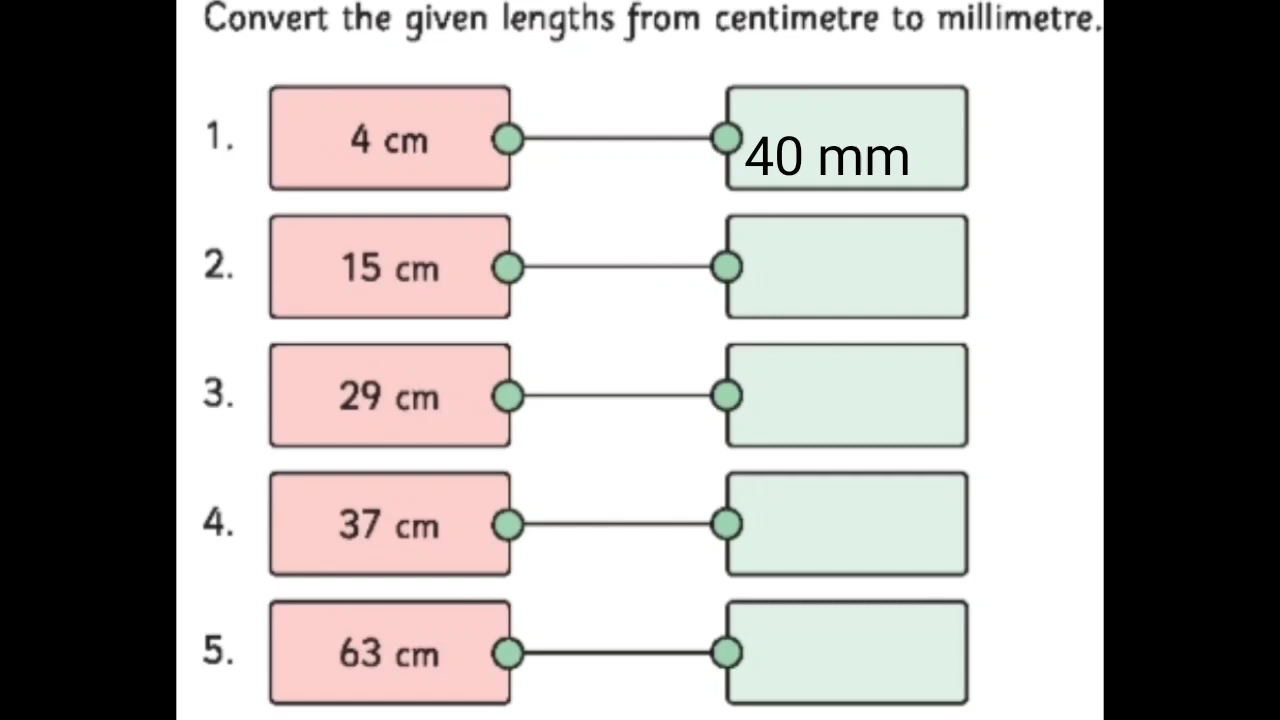 Convert the given lengths from centimetre to millimetre.
1. 4 cm 40 mm
2. 15 cm
3. 29 cm
4. 37 cm
5. 63 cm